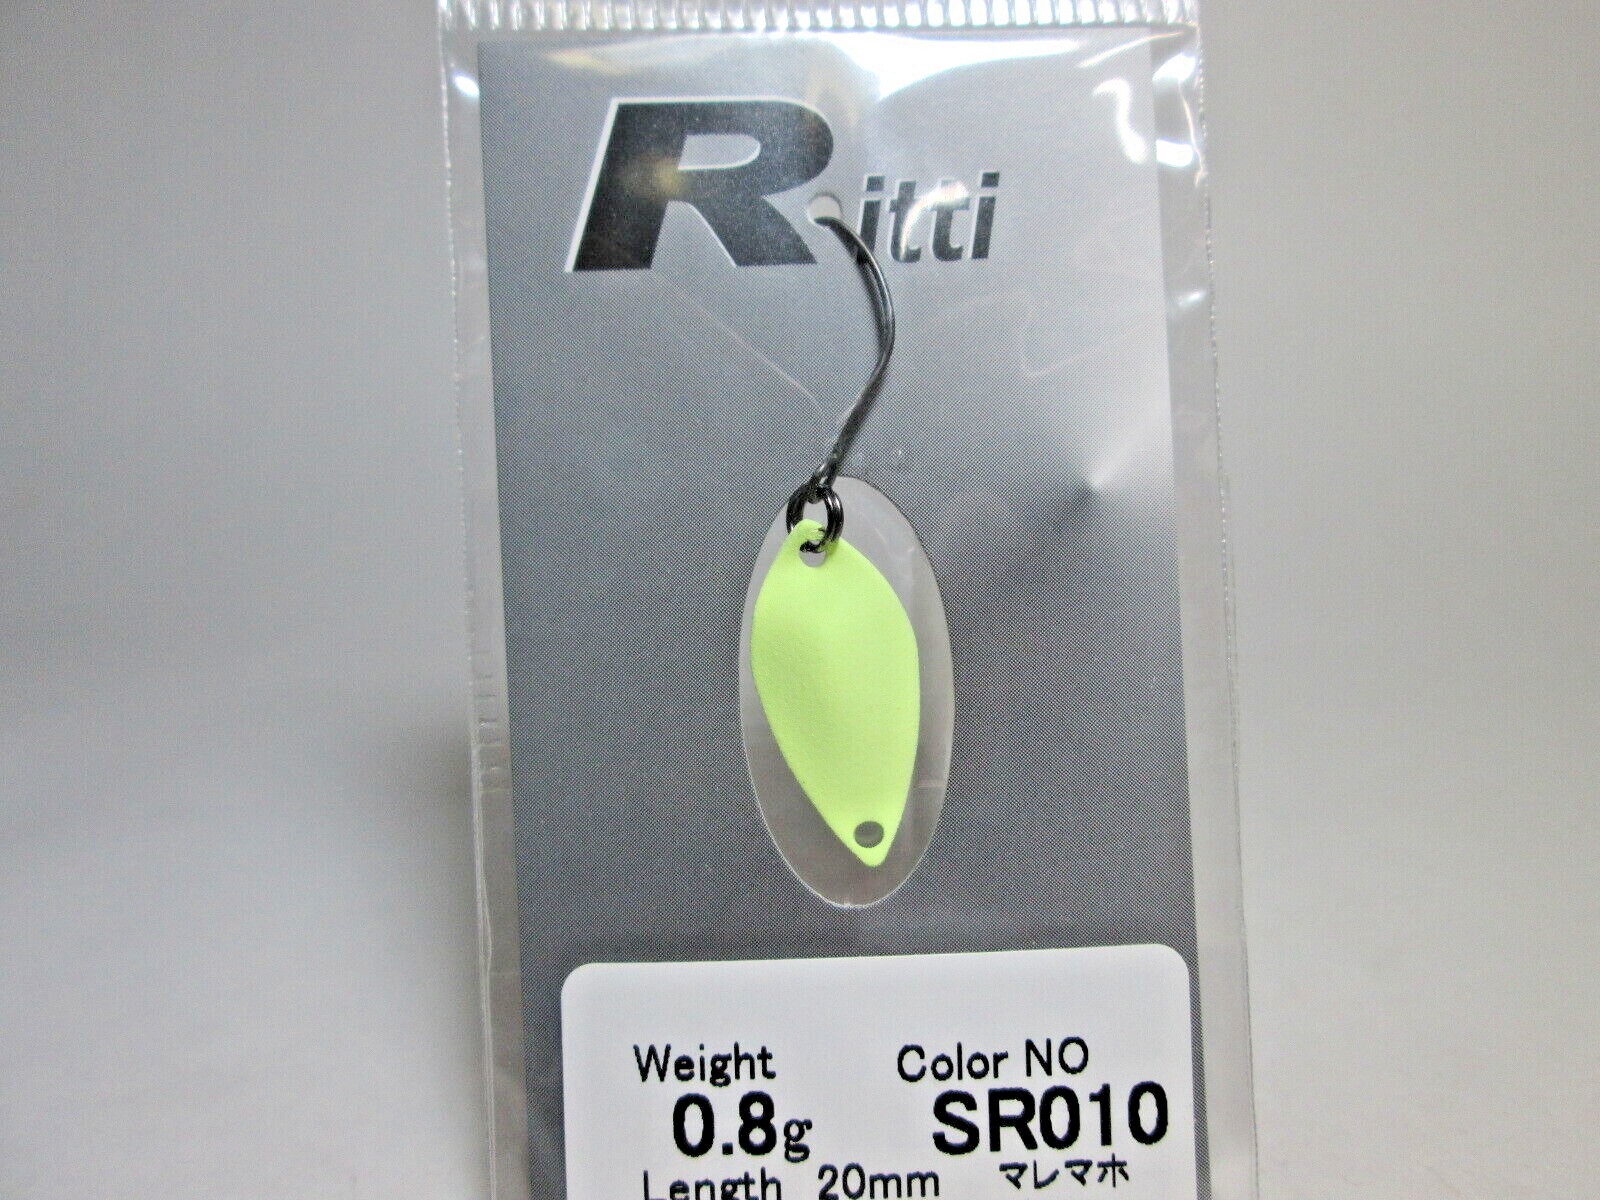 Ritti
Weight Color NO
0.8g SR010
Length 20mm マレマホ